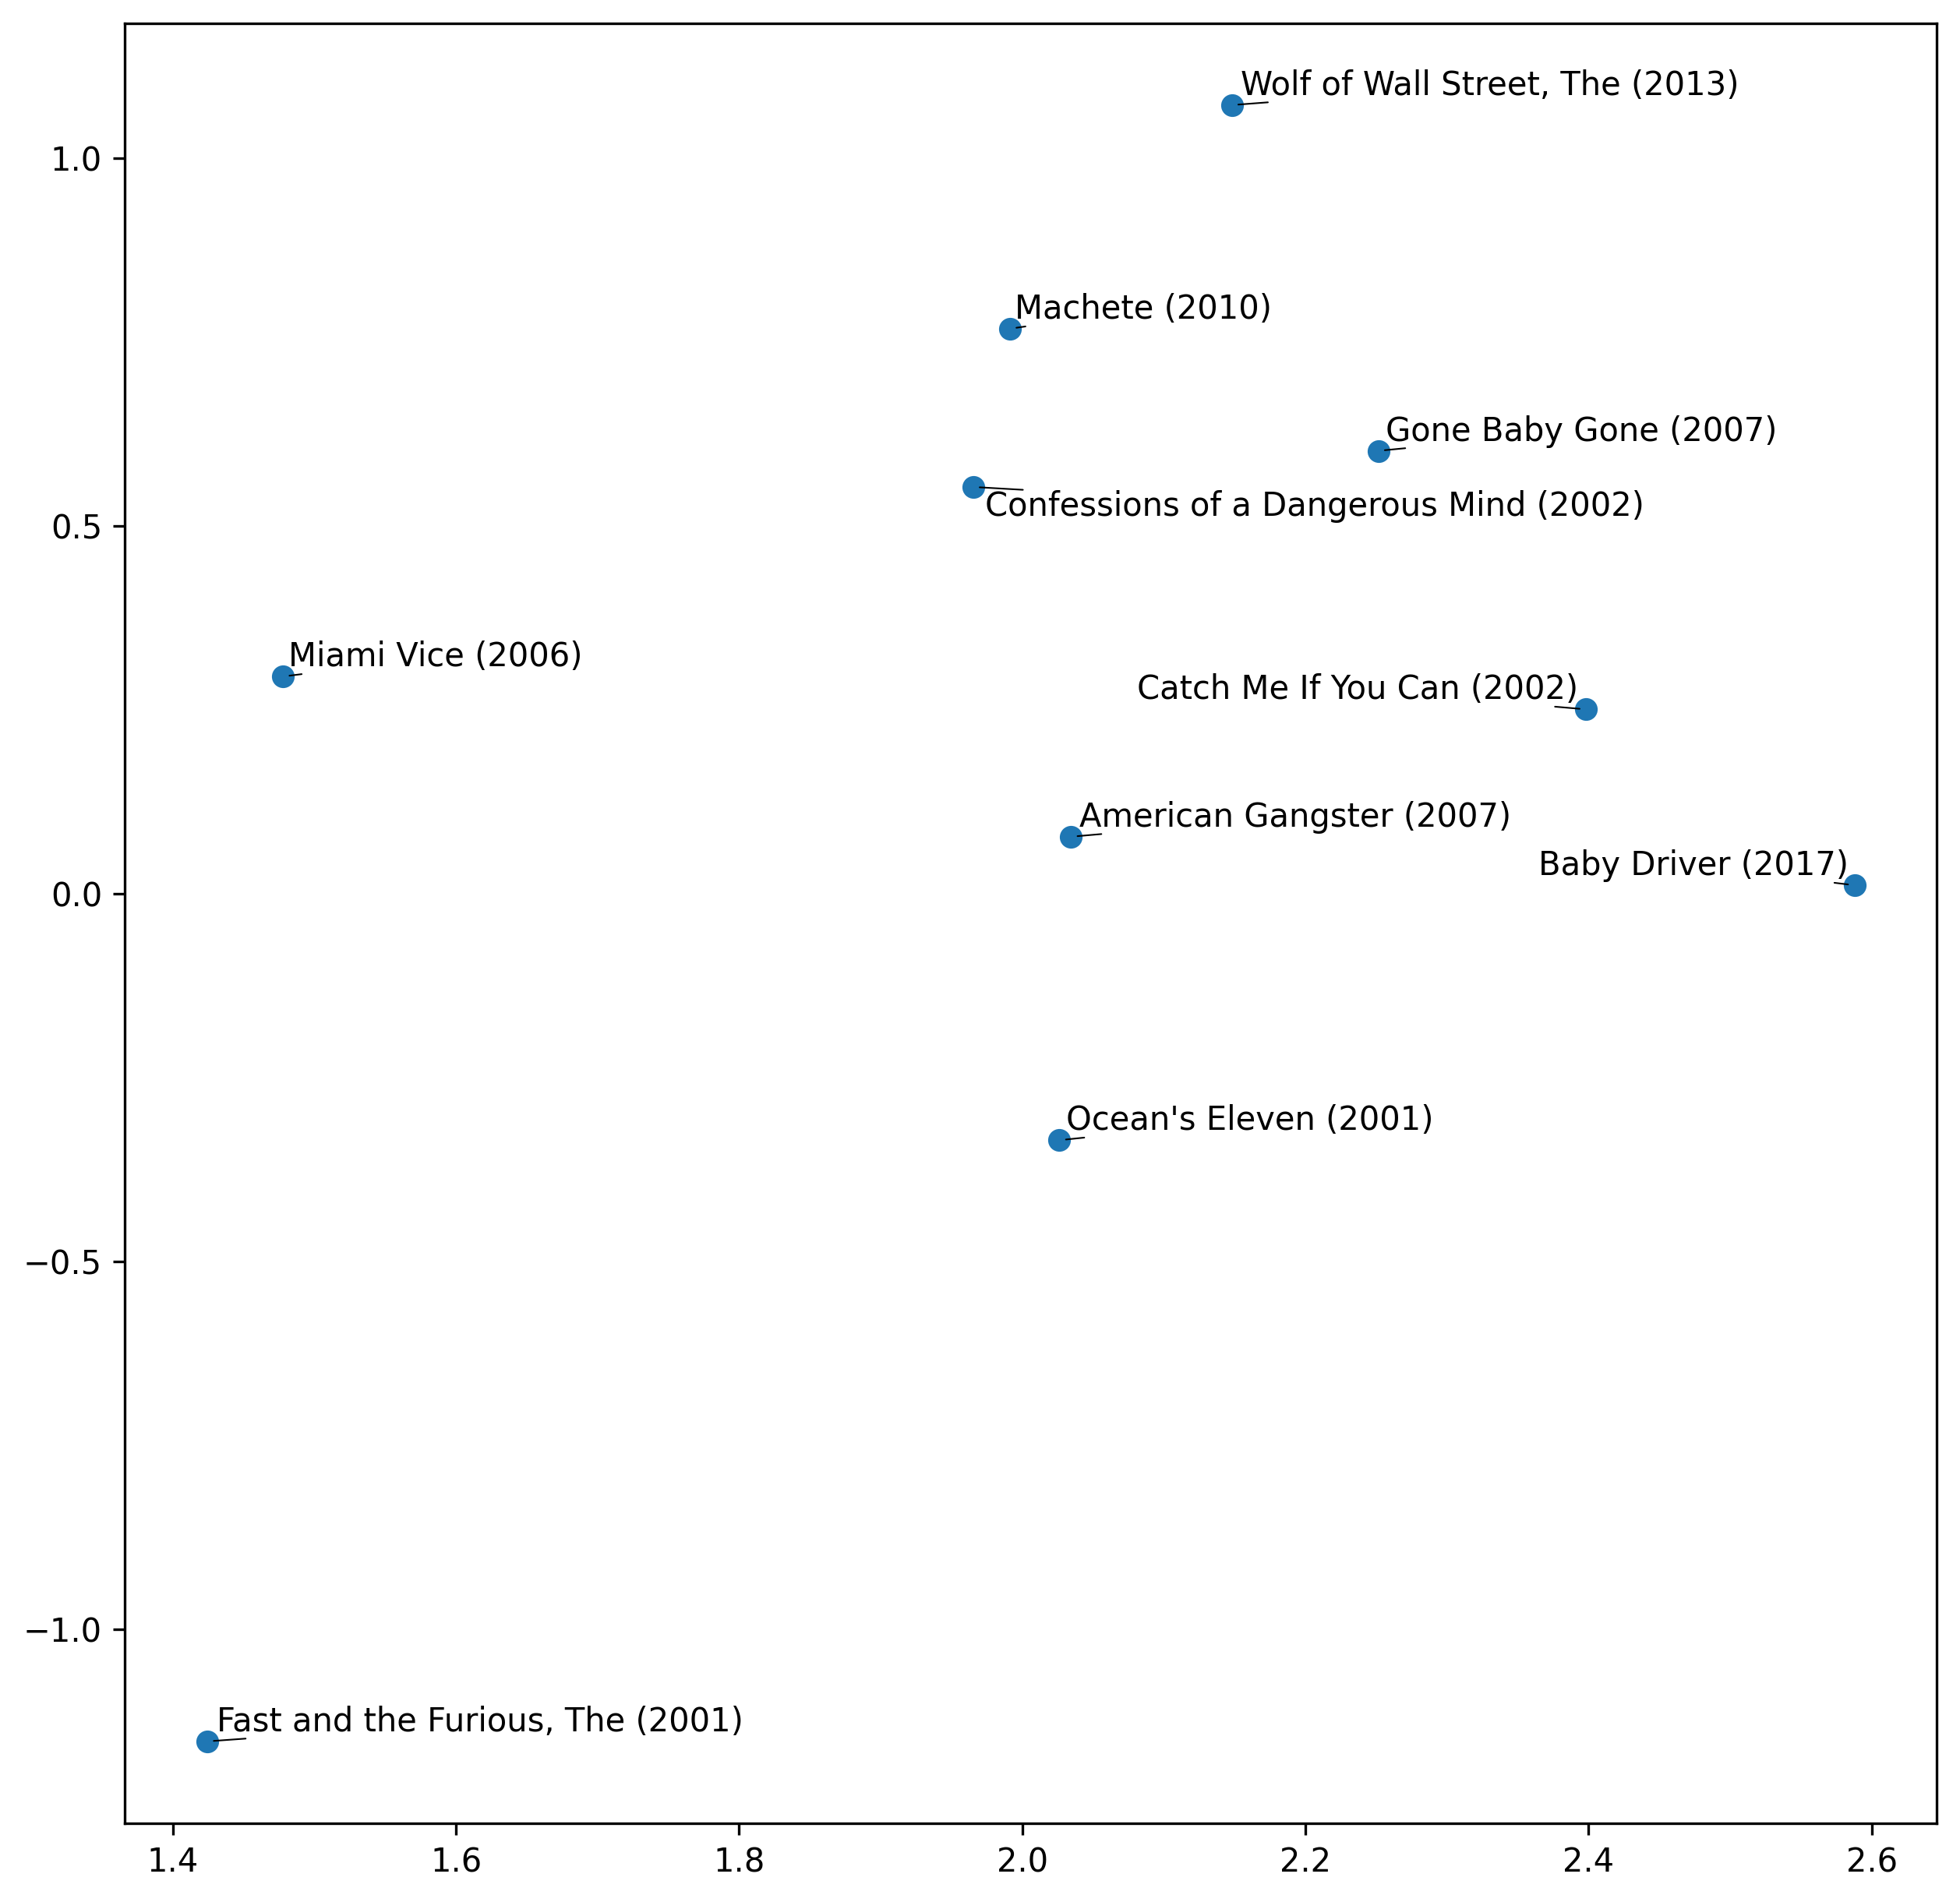 Wolf of Wall Street, The (2013)
1.0
Machete (2010)
Gone Baby Gone (2007)
Confessions of a Dangerous Mind (2002)
0.5
Miami Vice (2006)
Catch Me If You Can (2002)
American Gangster (2007)
Baby Driver (2017)
0.0
Ocean's Eleven (2001)
−0.5
−1.0
Fast and the Furious, The (2001)
1.4 1.6 1.8 2.0 2.2 2.4 2.6